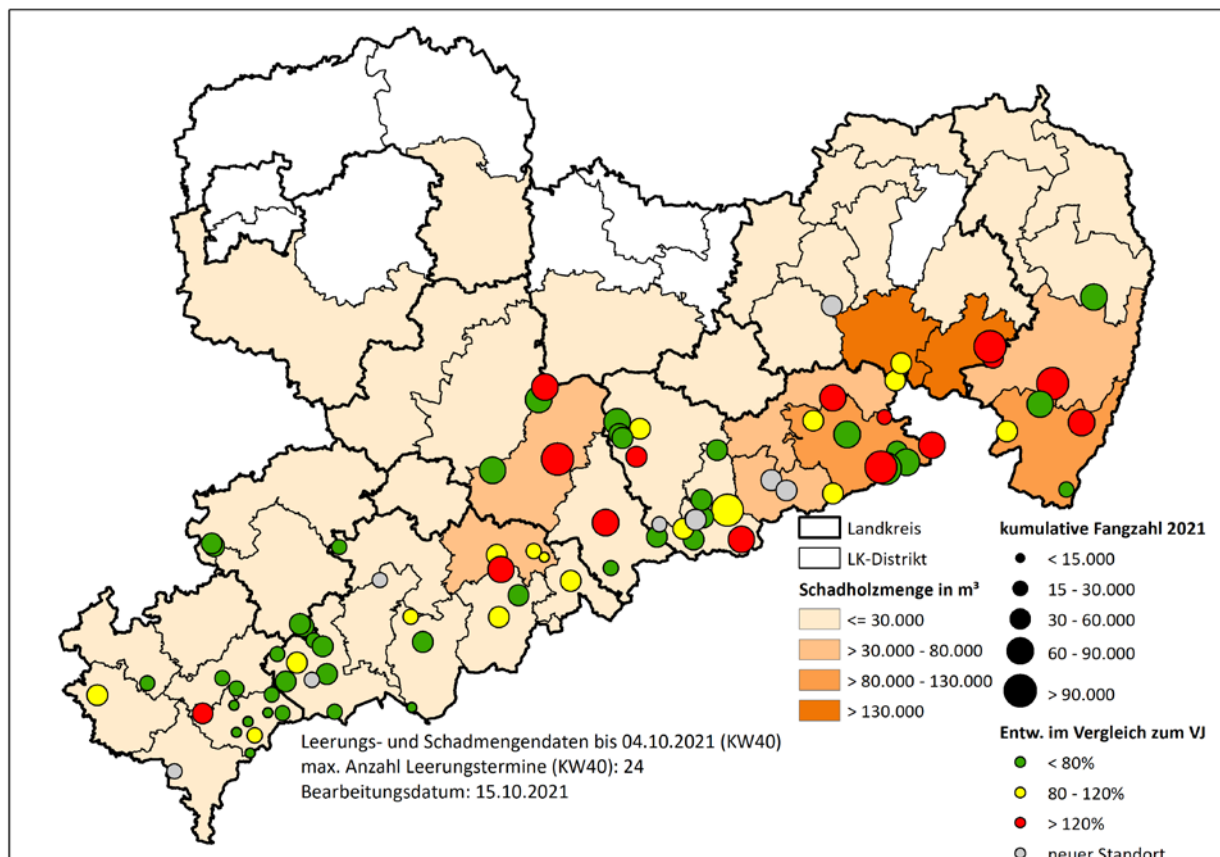 Landkreis
LK-Distrikt
Schadholzmenge in m³
<= 30.000
> 30.000 - 80.000
> 80.000 - 130.000
> 130.000
kumulative Fangzahl 2021
< 15.000
15 - 30.000
30 - 60.000
60 - 90.000
> 90.000
Entw. im Vergleich zum VJ
< 80%
80 - 120%
> 120%
neuer Standort
Leerungs- und Schadmengendaten bis 04.10.2021 (KW40)
max. Anzahl Leerungstermine (KW40): 24
Bearbeitungsdatum: 15.10.2021